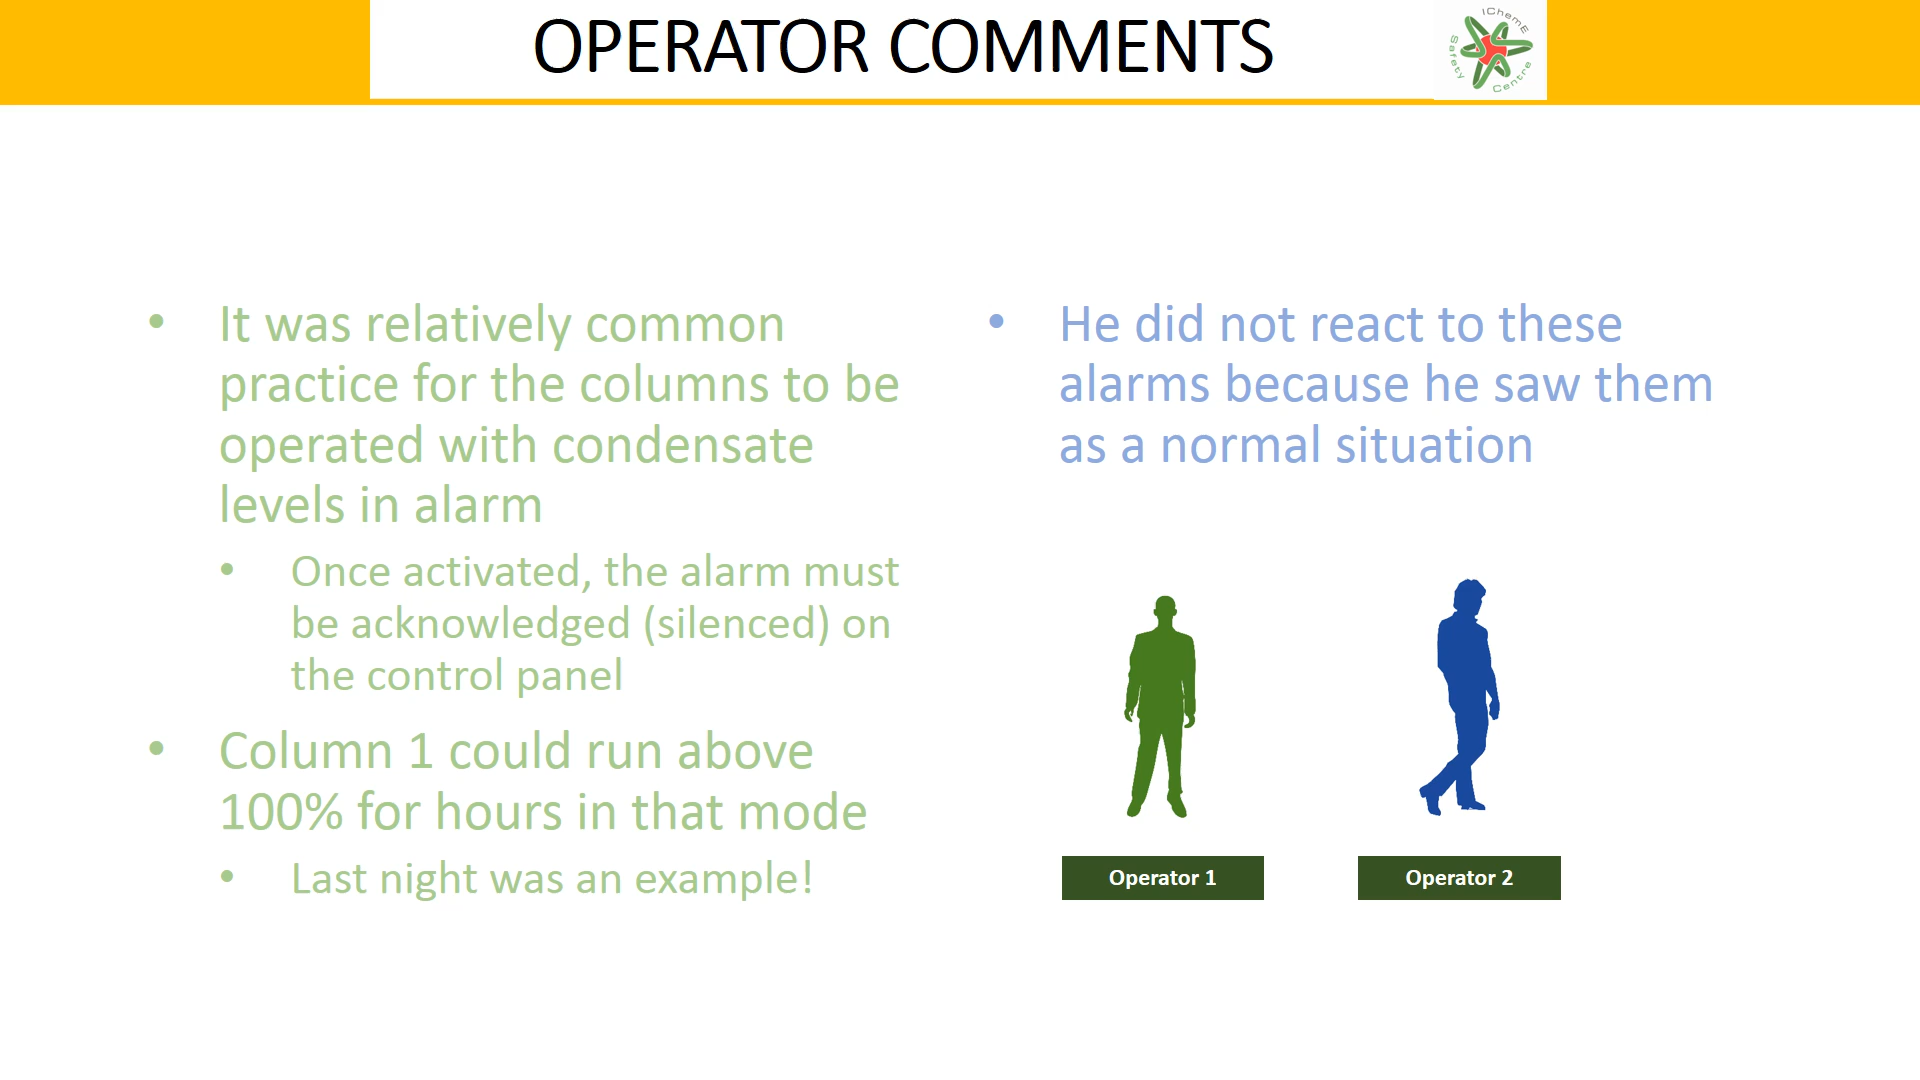 OPERATOR COMMENTS
IChemE
Safety
Centre
• It was relatively common
practice for the columns to be
operated with condensate
levels in alarm
• Once activated, the alarm must
be acknowledged (silenced) on
the control panel
• Column 1 could run above
100% for hours in that mode
• Last night was an example!
• He did not react to these
alarms because he saw them
as a normal situation
Operator 1
Operator 2